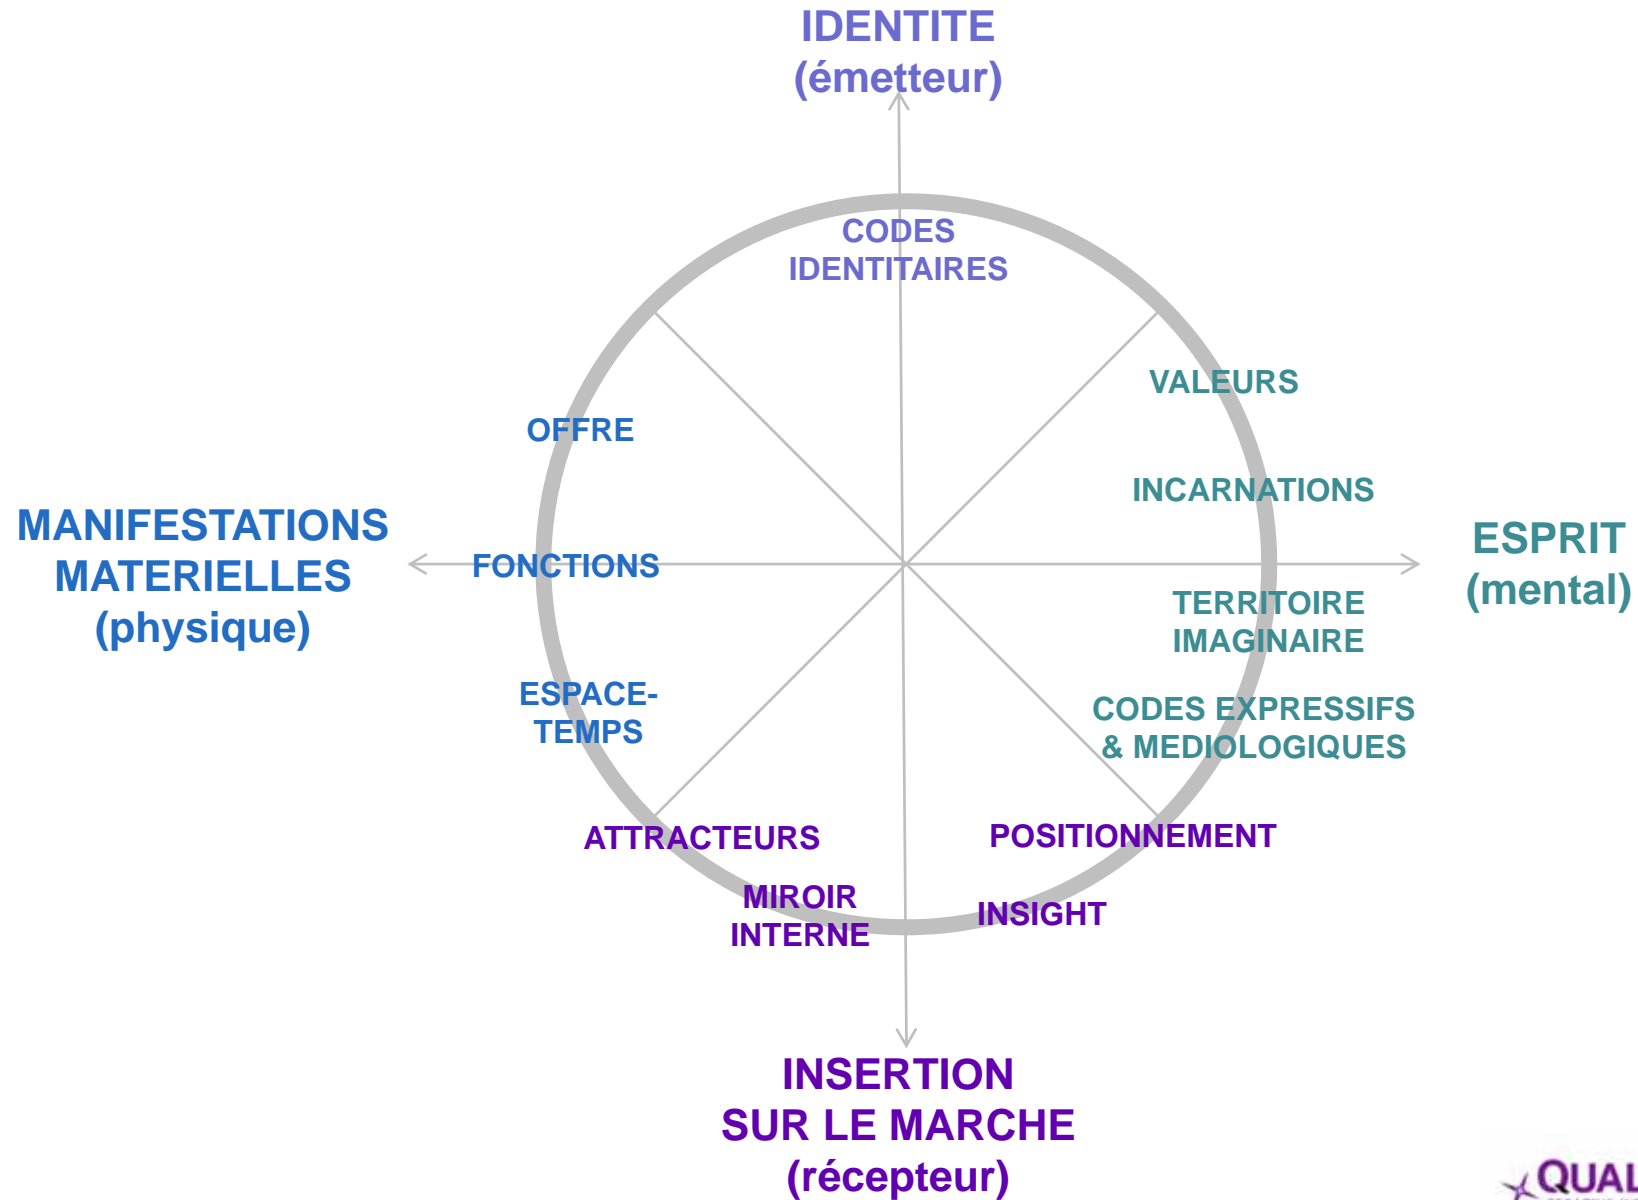 IDENTITE
(émetteur)
CODES
IDENTITAIRES
VALEURS
OFFRE
INCARNATIONS
MANIFESTATIONS
MATERIELLES
(physique)
FONCTIONS
ESPRIT
(mental)
TERRITOIRE
IMAGINAIRE
ESPACE-
TEMPS
CODES EXPRESSIFS
& MEDIOLOGIQUES
ATTRACTEURS
POSITIONNEMENT
MIROIR
INTERNE
INSIGHT
INSERTION
SUR LE MARCHE
(récepteur)
QUAL